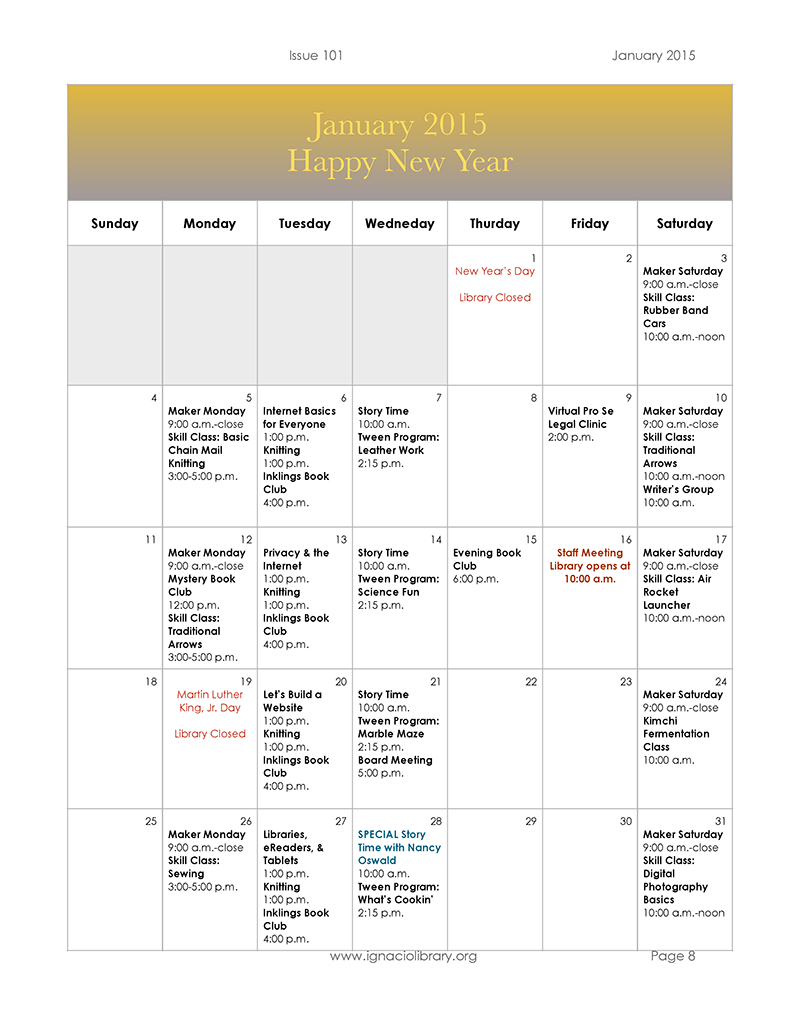 Issue 101 January 2015
January 2015
Happy New Year
Sunday Monday Tuesday Wedneday Thurday Friday Saturday
1
New Year's Day
Library Closed
2
3
Maker Saturday
9:00 a.m.-close
Skill Class:
Rubber Band
Cars
10:00 a.m.-noon
4
5
Maker Monday
9:00 a.m.-close
Skill Class: Basic
Chain Mail
Knitting
3:00-5:00 p.m.
6
Internet Basics
for Everyone
1:00 p.m.
Knitting
1:00 p.m.
Inklings Book
Club
4:00 p.m.
7
Story Time
10:00 a.m.
Tween Program:
Leather Work
2:15 p.m.
8
9
Virtual Pro Se
Legal Clinic
2:00 p.m.
10
Maker Saturday
9:00 a.m.-close
Skill Class:
Traditional
Arrows
10:00 a.m.-noon
Writer's Group
10:00 a.m.
11
12
Maker Monday
9:00 a.m.-close
Mystery Book
Club
12:00 p.m.
Skill Class:
Traditional
Arrows
3:00-5:00 p.m.
13
Privacy & the
Internet
1:00 p.m.
Knitting
1:00 p.m.
Inklings Book
Club
4:00 p.m.
14
Story Time
10:00 a.m.
Tween Program:
Science Fun
2:15 p.m.
15
Evening Book
Club
6:00 p.m.
16
Staff Meeting
Library opens at
10:00 a.m.
17
Maker Saturday
9:00 a.m.-close
Skill Class: Air
Rocket
Launcher
10:00 a.m.-noon
18
19
Martin Luther
King, Jr. Day
Library Closed
20
Let's Build a
Website
1:00 p.m.
Knitting
1:00 p.m.
Inklings Book
Club
4:00 p.m.
21
Story Time
10:00 a.m.
Tween Program:
Marble Maze
2:15 p.m.
Board Meeting
5:00 p.m.
22
23
24
Maker Saturday
9:00 a.m.-close
Kimchi
Fermentation
Class
10:00 a.m.
25
26
Maker Monday
9:00 a.m.-close
Skill Class:
Sewing
3:00-5:00 p.m.
27
Libraries,
eReaders, &
Tablets
1:00 p.m.
Knitting
1:00 p.m.
Inklings Book
Club
4:00 p.m.
28
SPECIAL Story
Time with Nancy
Oswald
10:00 a.m.
Tween Program:
What's Cookin'
2:15 p.m.
29
30
31
Maker Saturday
9:00 a.m.-close
Skill Class:
Digital
Photography
Basics
10:00 a.m.-noon
www.ignaciolibrary.org Page 8